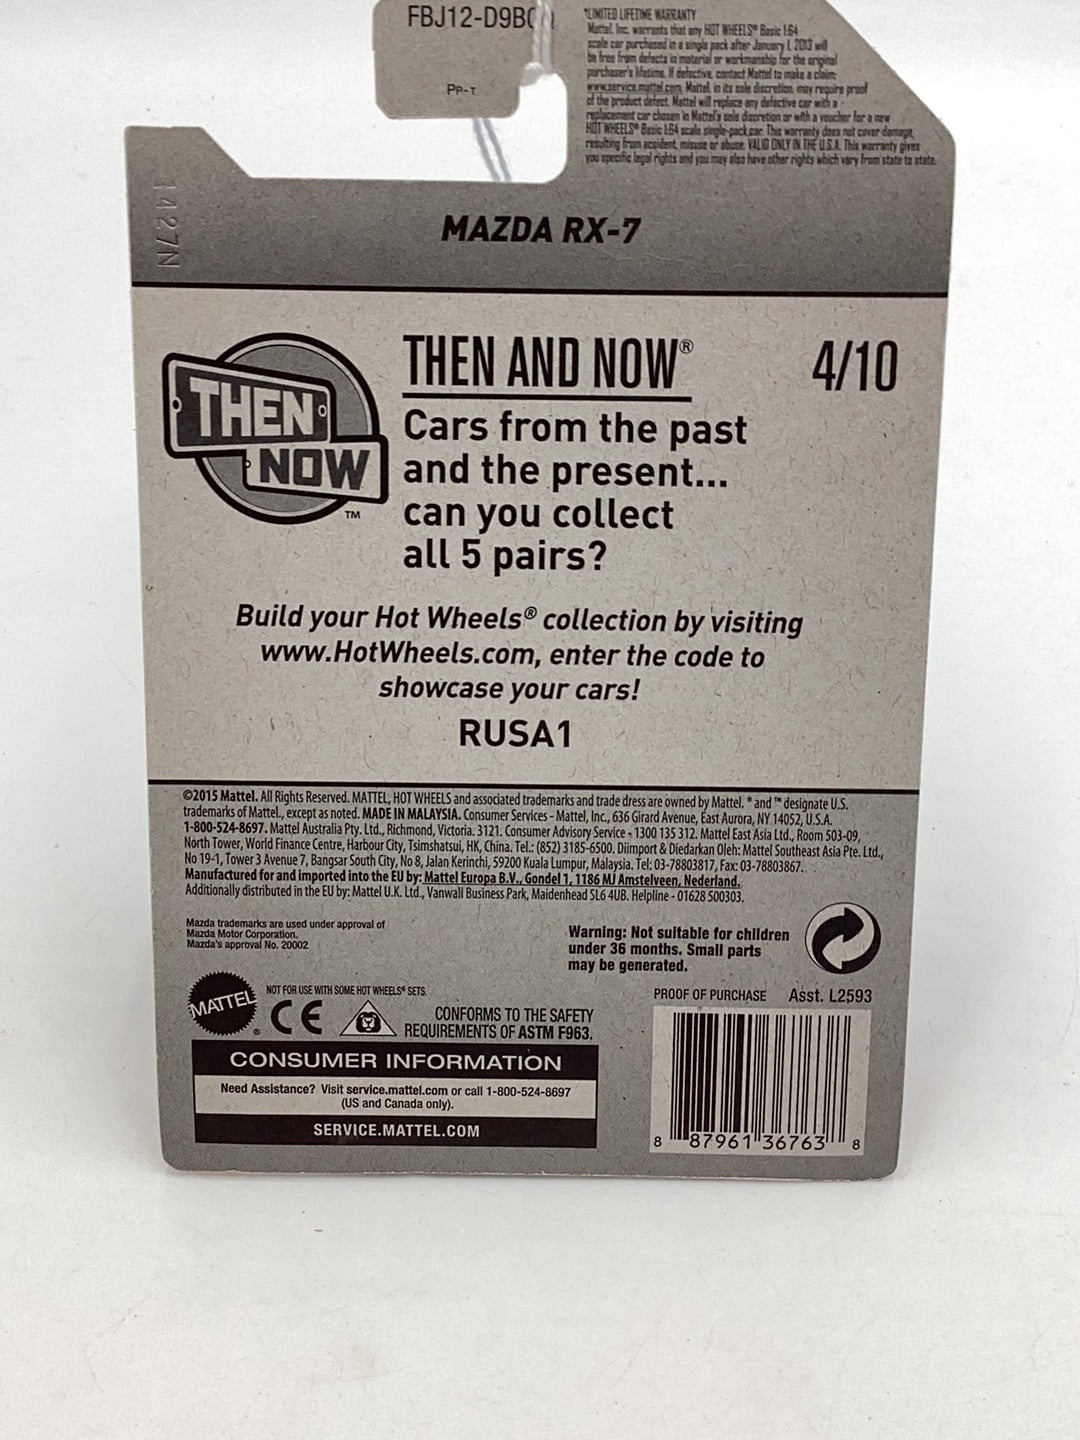 FBJ12-D9B0
PP-T
*LIMITED LIFETIME WARRANTY
Mattel, Inc. warrants that any HOT WHEELS® Basic 1:64
scale car purchased in a single pack after January 1, 2013 will
be free from defects in material or workmanship for the original
purchaser's lifetime. If defective, contact Mattel to make a claim:
www.service.mattel.com. Mattel, in its sole discretion, may require proof
of the product defect. Mattel will replace any defective car with a
replacement car chosen in Mattel's sole discretion or with a voucher for a new
HOT WHEELS® Basic 1:64 scale single-pack car. This warranty does not cover damage,
resulting from accident, misuse or abuse. VALID ONLY IN THE U.S.A. This warranty gives
you specific legal rights and you may also have other rights which vary from state to state.
1427N
MAZDA RX-7
THEN
NOW
™
THEN AND NOW®
4/10
Cars from the past
and the present...
can you collect
all 5 pairs?
Build your Hot Wheels® collection by visiting
www.HotWheels.com, enter the code to
showcase your cars!
RUSA1
©2015 Mattel. All Rights Reserved. MATTEL, HOT WHEELS and associated trademarks and trade dress are owned by Mattel. ® and ™ designate U.S.
trademarks of Mattel., except as noted. MADE IN MALAYSIA. Consumer Services - Mattel, Inc., 636 Girard Avenue, East Aurora, NY 14052, U.S.A.
1-800-524-8697. Mattel Australia Pty. Ltd., Richmond, Victoria. 3121. Consumer Advisory Service - 1300 135 312. Mattel East Asia Ltd., Room 503-09,
North Tower, World Finance Centre, Harbour City, Tsimshatsui, HK, China. Tel.: (852) 3185-6500. Diimport & Diedarkan Oleh: Mattel Southeast Asia Pte. Ltd.,
No 19-1, Tower 3 Avenue 7, Bangsar South City, No 8, Jalan Kerinchi, 59200 Kuala Lumpur, Malaysia. Tel: 03-78803817, Fax: 03-78803867.
Manufactured for and imported into the EU by: Mattel Europa B.V., Gondel 1, 1186 MJ Amstelveen, Nederland.
Additionally distributed in the EU by: Mattel U.K. Ltd., Vanwall Business Park, Maidenhead SL6 4UB. Helpline - 01628 500303.
Mazda trademarks are used under approval of
Mazda Motor Corporation.
Mazda's approval No. 20002
Warning: Not suitable for children
under 36 months. Small parts
may be generated.
MATTEL
®
NOT FOR USE WITH SOME HOT WHEELS® SETS.
CE
CONFORMS TO THE SAFETY
REQUIREMENTS OF ASTM F963.
PROOF OF PURCHASE Asst. L2593
CONSUMER INFORMATION
Need Assistance? Visit service.mattel.com or call 1-800-524-8697
(US and Canada only).
SERVICE.MATTEL.COM
8 87961 36763 8